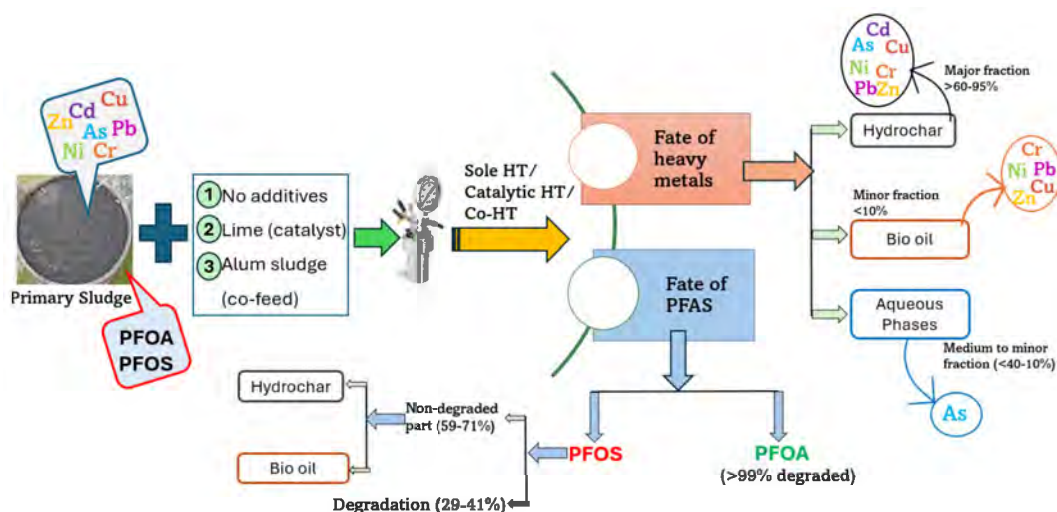 Cu
Cd
Zn
As Pb
Ni Cr
Primary Sludge
PFOA
PFOS
1 No additives
2 Lime (catalyst)
3 Alum sludge
(co-feed)
Sole HT/
Catalytic HT/
Co-HT
Fate of
heavy
metals
Fate of
PFAS
Cd
As Cu
Ni Cr
PbZn
Major fraction
>60-95%
Hydrochar
Minor fraction
<10%
Bio oil
Cr
Ni Pb
Cu
Zn
Aqueous
Phases
Medium to minor
fraction (<40-10%)
As
PFOS
PFOA
(>99% degraded)
Non-degraded
part (59-71%)
Hydrochar
Bio oil
Degradation (29-41%)